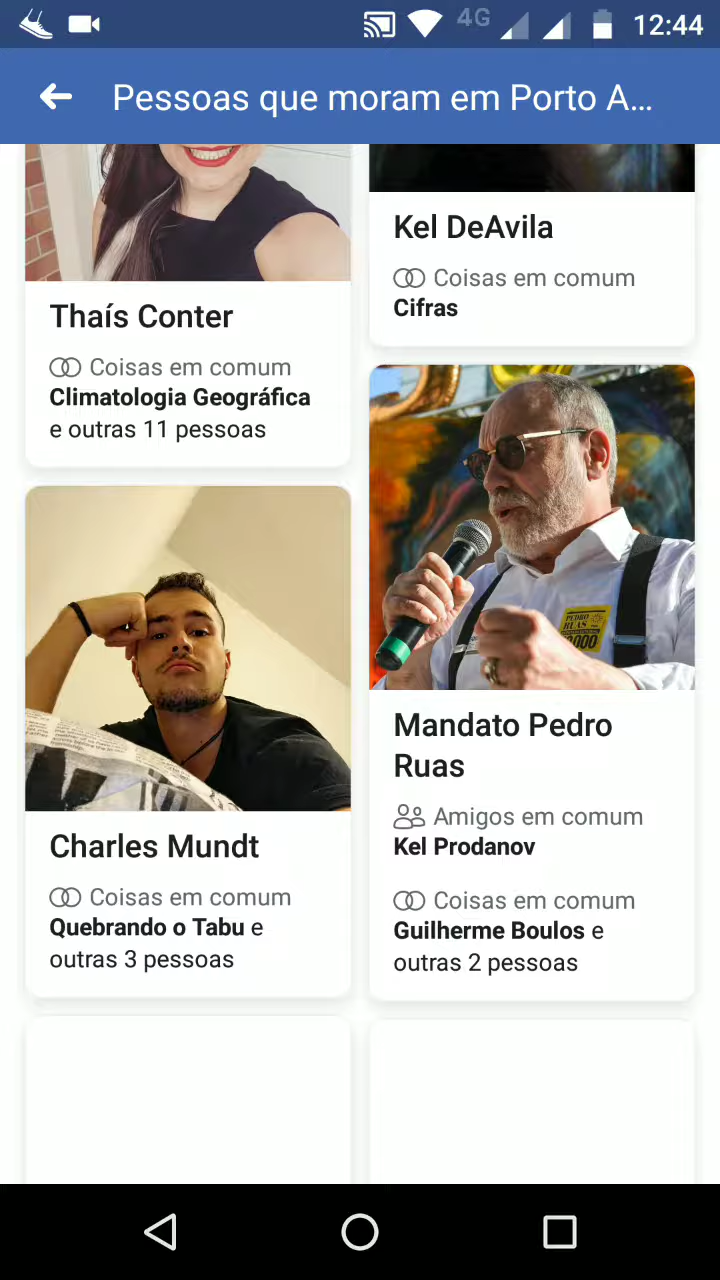 4G
12:44
Pessoas que moram em Porto A...
Thaís Conter
Coisas em comum
Climatologia Geográfica
e outras 11 pessoas
Kel DeAvila
Coisas em comum
Cifras
Charles Mundt
Coisas em comum
Quebrando o Tabu e
outras 3 pessoas
PEDRO
RUAS
Mandato Pedro
Ruas
Amigos em comum
Kel Prodanov
Coisas em comum
Guilherme Boulos e
outras 2 pessoas